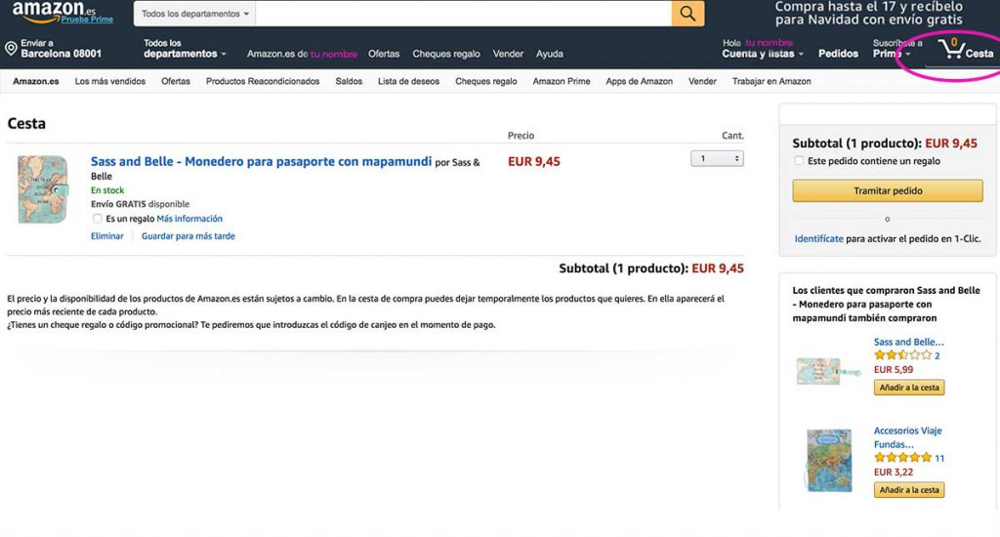 amazon.es
Prueba Prime
Todos los departamentos
Compra hasta el 17 y recíbelo
para Navidad con envío gratis
Enviar a
Barcelona 08001
Todos los
departamentos
Amazon.es de tu nombre
Ofertas
Cheques regalo
Vender
Ayuda
Hola tu nombre
Cuenta y listas
Pedidos
Suscríbete a
Prime
0
Cesta
Amazon.es
Los más vendidos
Ofertas
Productos Reacondicionados
Saldos
Lista de deseos
Cheques regalo
Amazon Prime
Apps de Amazon
Vender
Trabajar en Amazon
Cesta
Precio
Cant.
Sass and Belle - Monedero para pasaporte con mapamundi por Sass &
Belle
EUR 9,45
1
En stock
Envío GRATIS disponible
Es un regalo Más información
Eliminar
Guardar para más tarde
Subtotal (1 producto): EUR 9,45
El precio y la disponibilidad de los productos de Amazon.es están sujetos a cambio. En la cesta de compra puedes dejar temporalmente los productos que quieres. En ella aparecerá el
precio más reciente de cada producto.
¿Tienes un cheque regalo o código promocional? Te pediremos que introduzcas el código de canjeo en el momento de pago.
Subtotal (1 producto): EUR 9,45
Este pedido contiene un regalo
Tramitar pedido
o
Identifícate para activar el pedido en 1-Clic.
Los clientes que compraron Sass and Belle
- Monedero para pasaporte con
mapamundi también compraron
Sass and Belle...
2
EUR 5,99
Añadir a la cesta
Accesorios Viaje
Fundas...
11
EUR 3,22
Añadir a la cesta